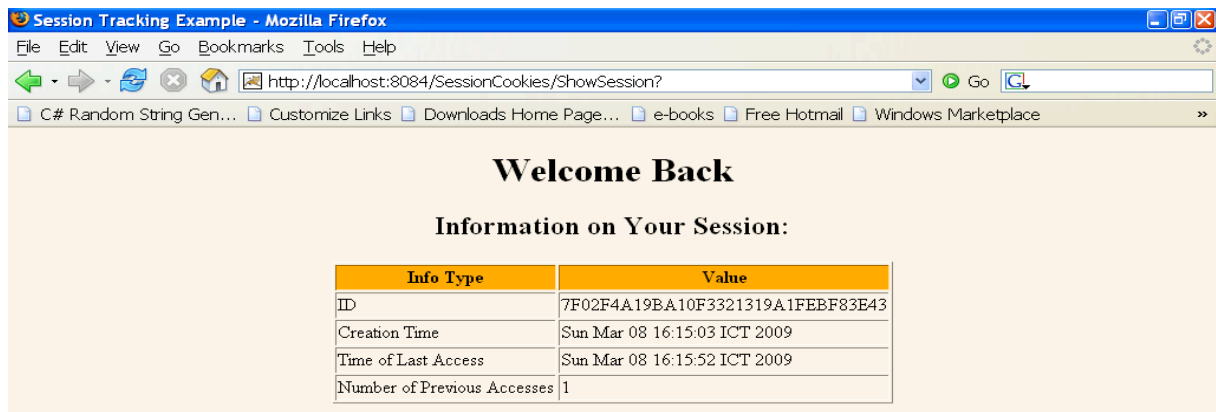 Session Tracking Example - Mozilla Firefox
File Edit View Go Bookmarks Tools Help
http://localhost:8084/SessionCookies/ShowSession? Go G
C# Random String Gen... Customize Links Downloads Home Page... e-books Free Hotmail Windows Marketplace »
Welcome Back
Information on Your Session:
Info Type Value
ID 7F02F4A19BA10F3321319A1FEBF83E43
Creation Time Sun Mar 08 16:15:03 ICT 2009
Time of Last Access Sun Mar 08 16:15:52 ICT 2009
Number of Previous Accesses 1